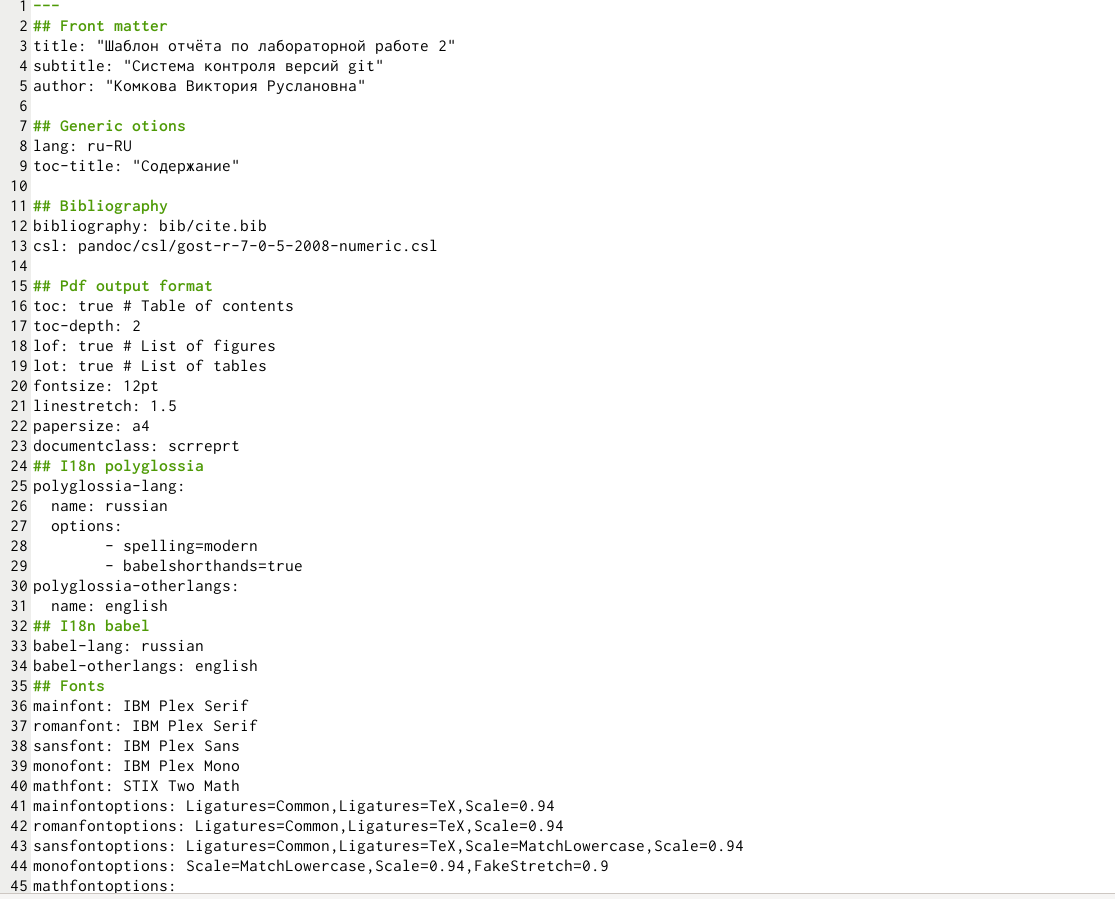 1 ---
2 ## Front matter
3 title: "Шаблон отчёта по лабораторной работе 2"
4 subtitle: "Система контроля версий git"
5 author: "Комкова Виктория Руслановна"
6
7 ## Generic otions
8 lang: ru-RU
9 toc-title: "Содержание"
10
11 ## Bibliography
12 bibliography: bib/cite.bib
13 csl: pandoc/csl/gost-r-7-0-5-2008-numeric.csl
14
15 ## Pdf output format
16 toc: true # Table of contents
17 toc-depth: 2
18 lof: true # List of figures
19 lot: true # List of tables
20 fontsize: 12pt
21 linestretch: 1.5
22 papersize: a4
23 documentclass: scrreprt
24 ## I18n polyglossia
25 polyglossia-lang:
26   name: russian
27   options:
28         - spelling=modern
29         - babelshorthands=true
30 polyglossia-otherlangs:
31   name: english
32 ## I18n babel
33 babel-lang: russian
34 babel-otherlangs: english
35 ## Fonts
36 mainfont: IBM Plex Serif
37 romanfont: IBM Plex Serif
38 sansfont: IBM Plex Sans
39 monofont: IBM Plex Mono
40 mathfont: STIX Two Math
41 mainfontoptions: Ligatures=Common,Ligatures=TeX,Scale=0.94
42 romanfontoptions: Ligatures=Common,Ligatures=TeX,Scale=0.94
43 sansfontoptions: Ligatures=Common,Ligatures=TeX,Scale=MatchLowercase,Scale=0.94
44 monofontoptions: Scale=MatchLowercase,Scale=0.94,FakeStretch=0.9
45 mathfontoptions: